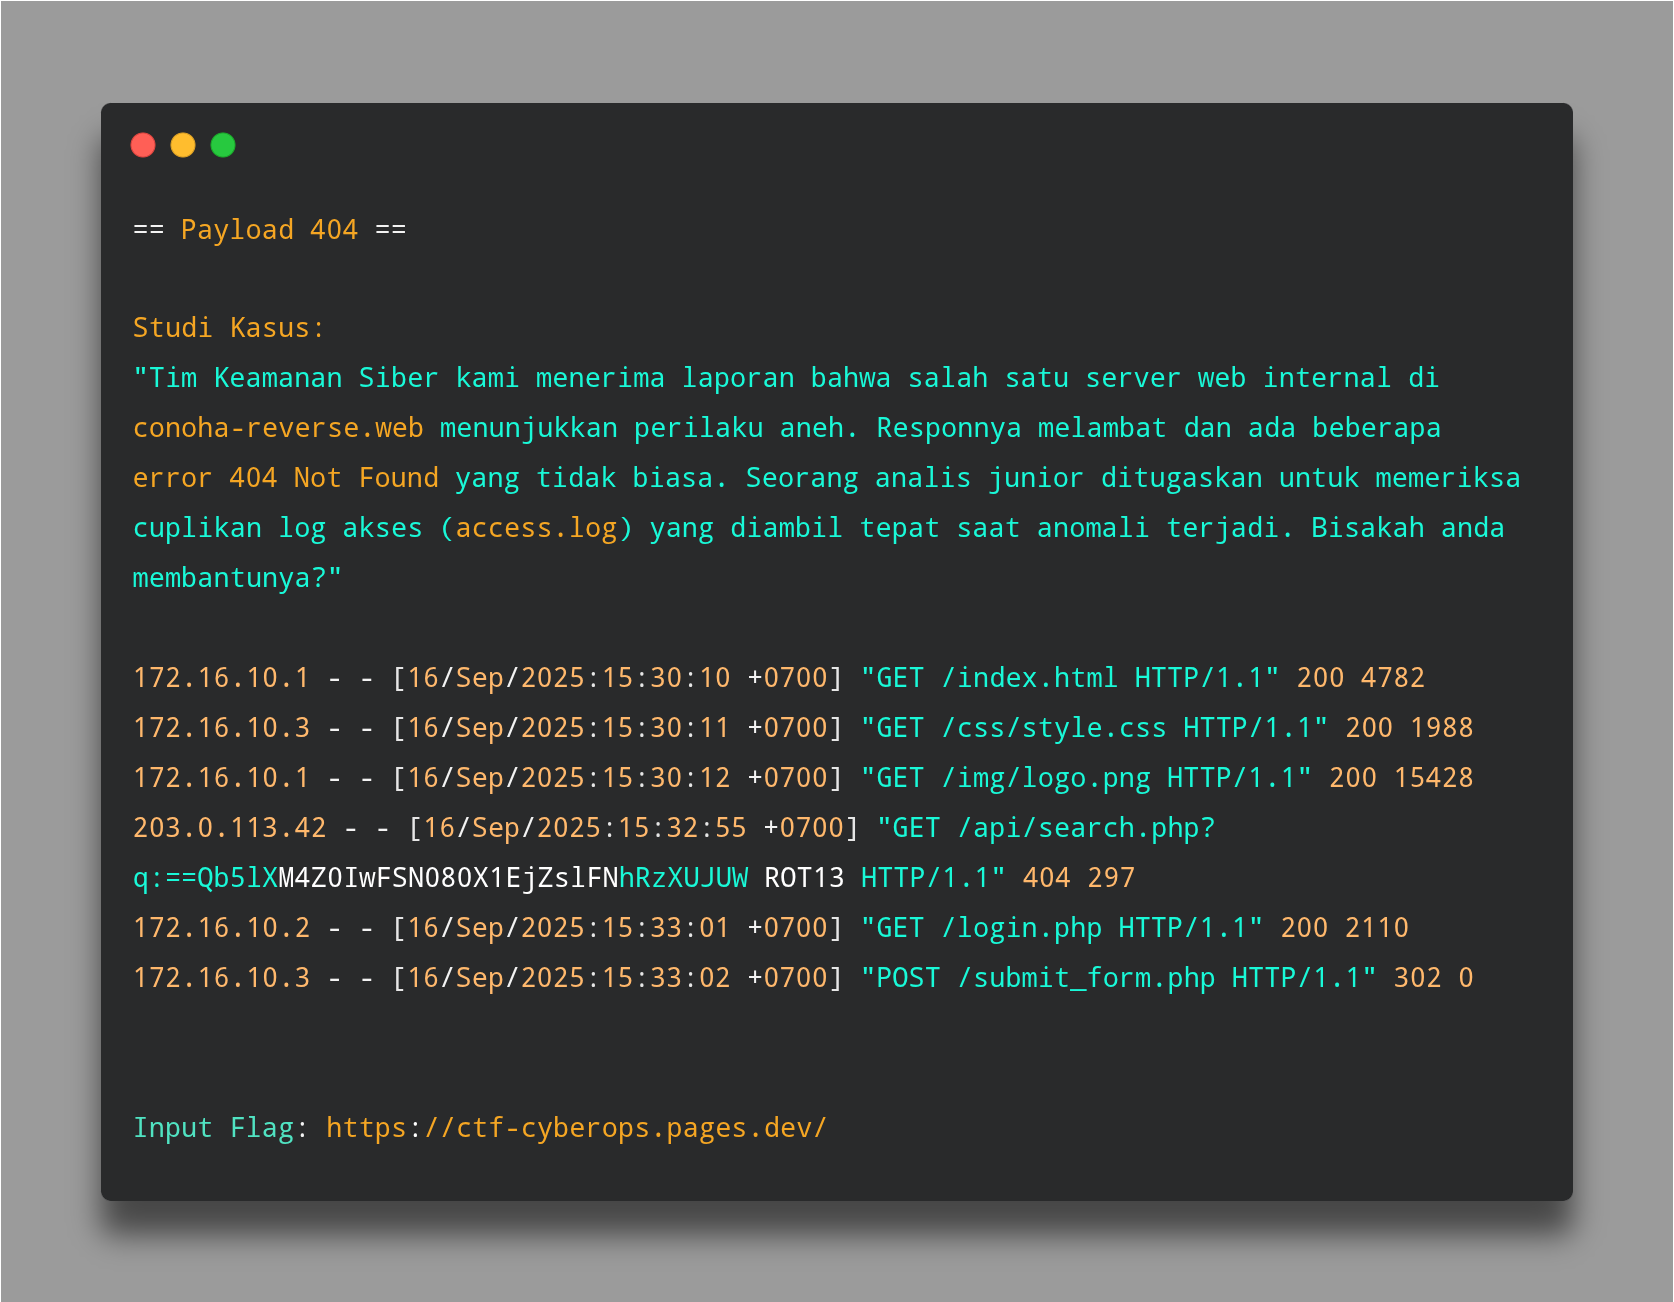 == Payload 404 ==
Studi Kasus:
"Tim Keamanan Siber kami menerima laporan bahwa salah satu server web internal di
conoha-reverse.web menunjukkan perilaku aneh. Responnya melambat dan ada beberapa
error 404 Not Found yang tidak biasa. Seorang analis junior ditugaskan untuk memeriksa
cuplikan log akses (access.log) yang diambil tepat saat anomali terjadi. Bisakah anda
membantunya?"
172.16.10.1 - - [16/Sep/2025:15:30:10 +0700] "GET /index.html HTTP/1.1" 200 4782
172.16.10.3 - - [16/Sep/2025:15:30:11 +0700] "GET /css/style.css HTTP/1.1" 200 1988
172.16.10.1 - - [16/Sep/2025:15:30:12 +0700] "GET /img/logo.png HTTP/1.1" 200 15428
203.0.113.42 - - [16/Sep/2025:15:32:55 +0700] "GET /api/search.php?
q:==Qb5lXM4Z0IwFSN080X1EjZslFNhRzXUJUW ROT13 HTTP/1.1" 404 297
172.16.10.2 - - [16/Sep/2025:15:33:01 +0700] "GET /login.php HTTP/1.1" 200 2110
172.16.10.3 - - [16/Sep/2025:15:33:02 +0700] "POST /submit_form.php HTTP/1.1" 302 0
Input Flag: https://ctf-cyberops.pages.dev/